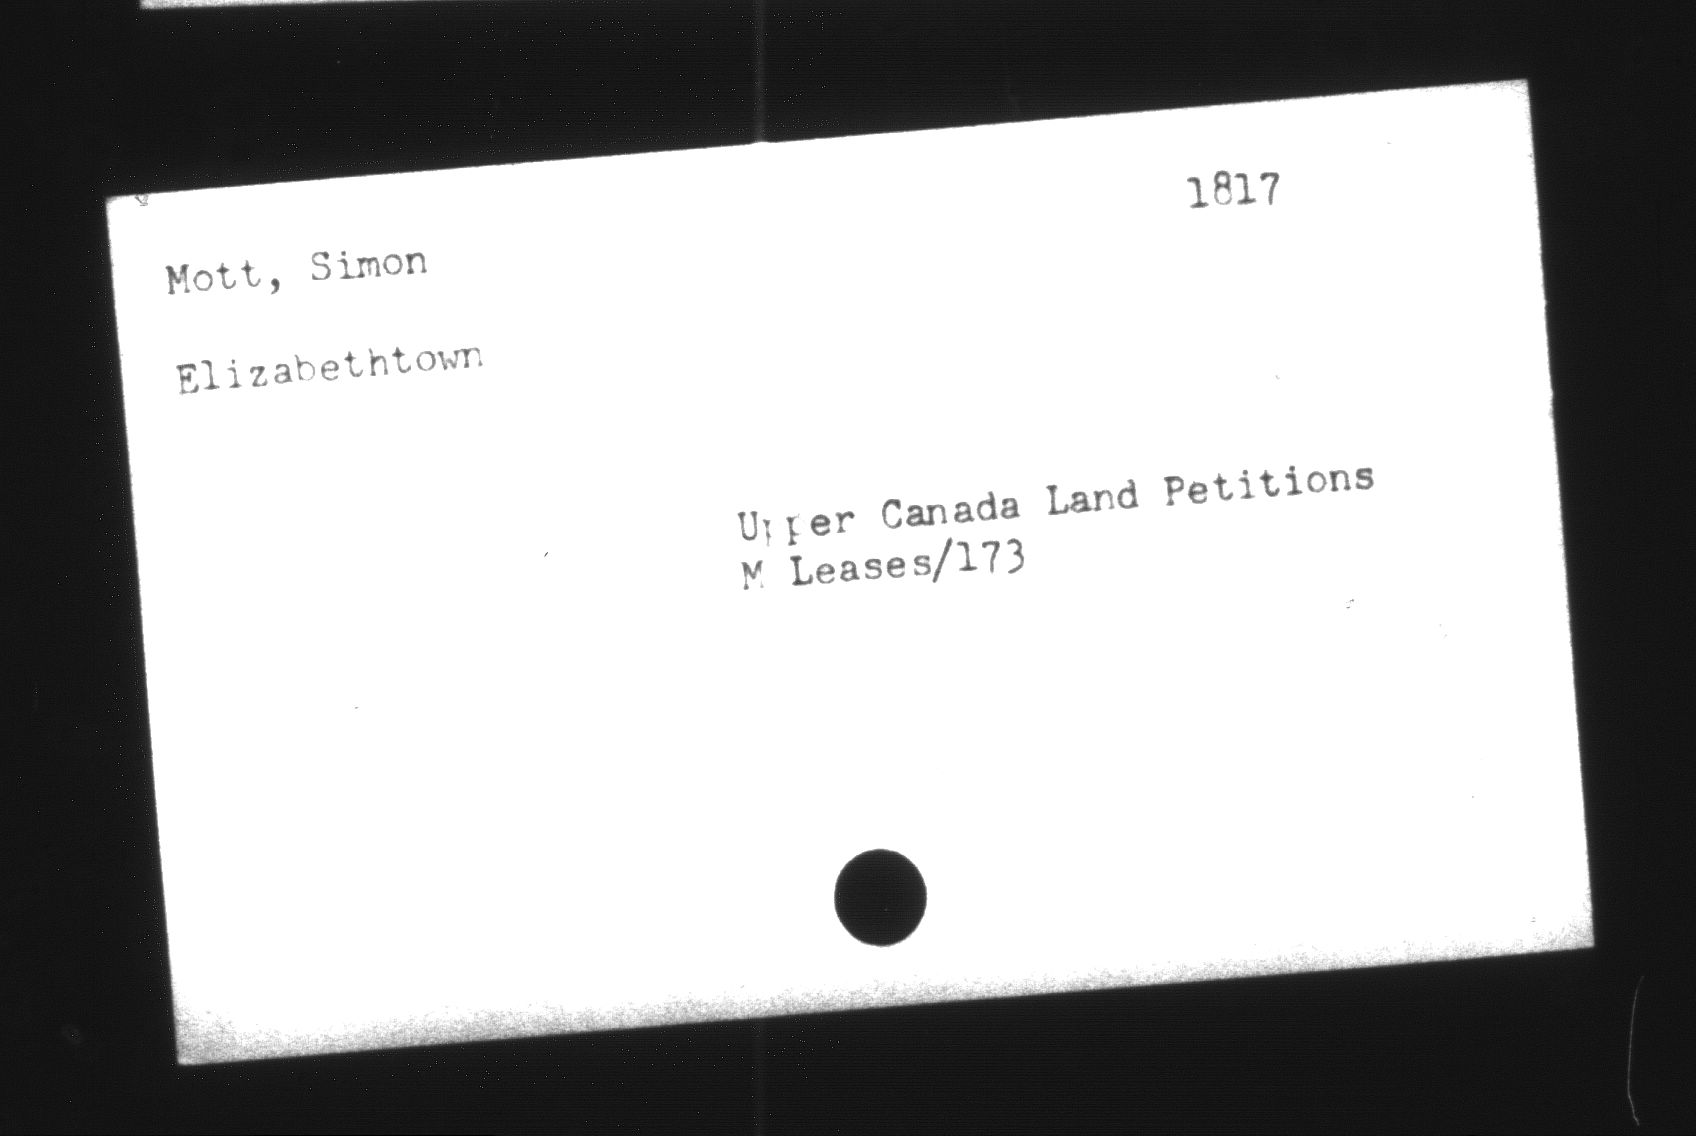 1817
Mott, Simon
Elizabethtown
Upper Canada Land Petitions
M Leases/173